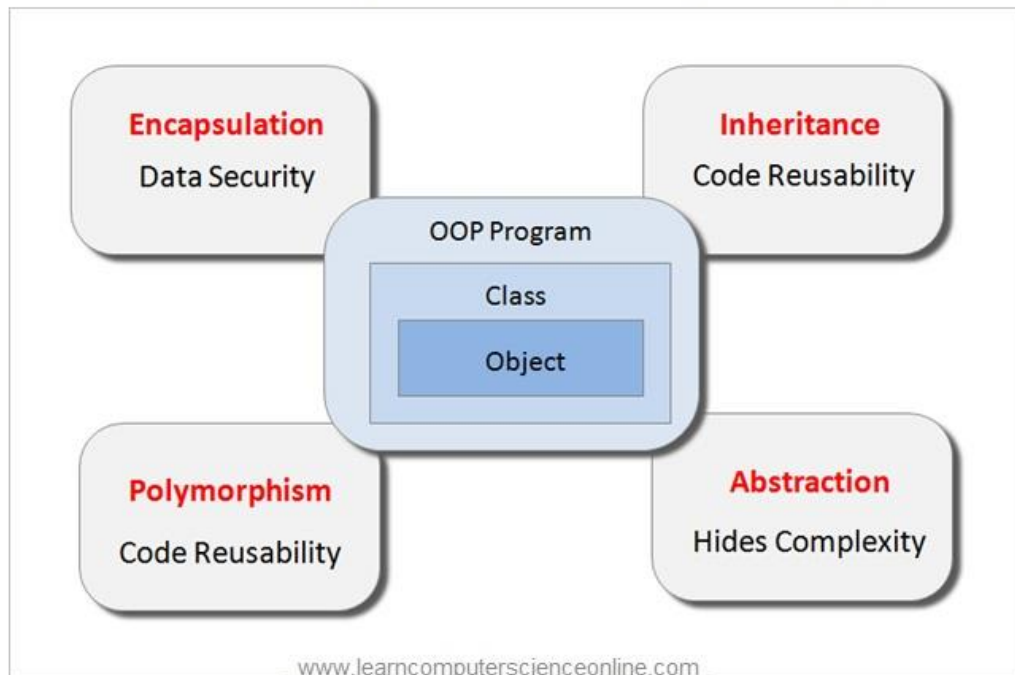 Encapsulation
Data Security
Inheritance
Code Reusability
OOP Program
Class
Object
Polymorphism
Code Reusability
Abstraction
Hides Complexity
www.learncomputerscienceonline.com